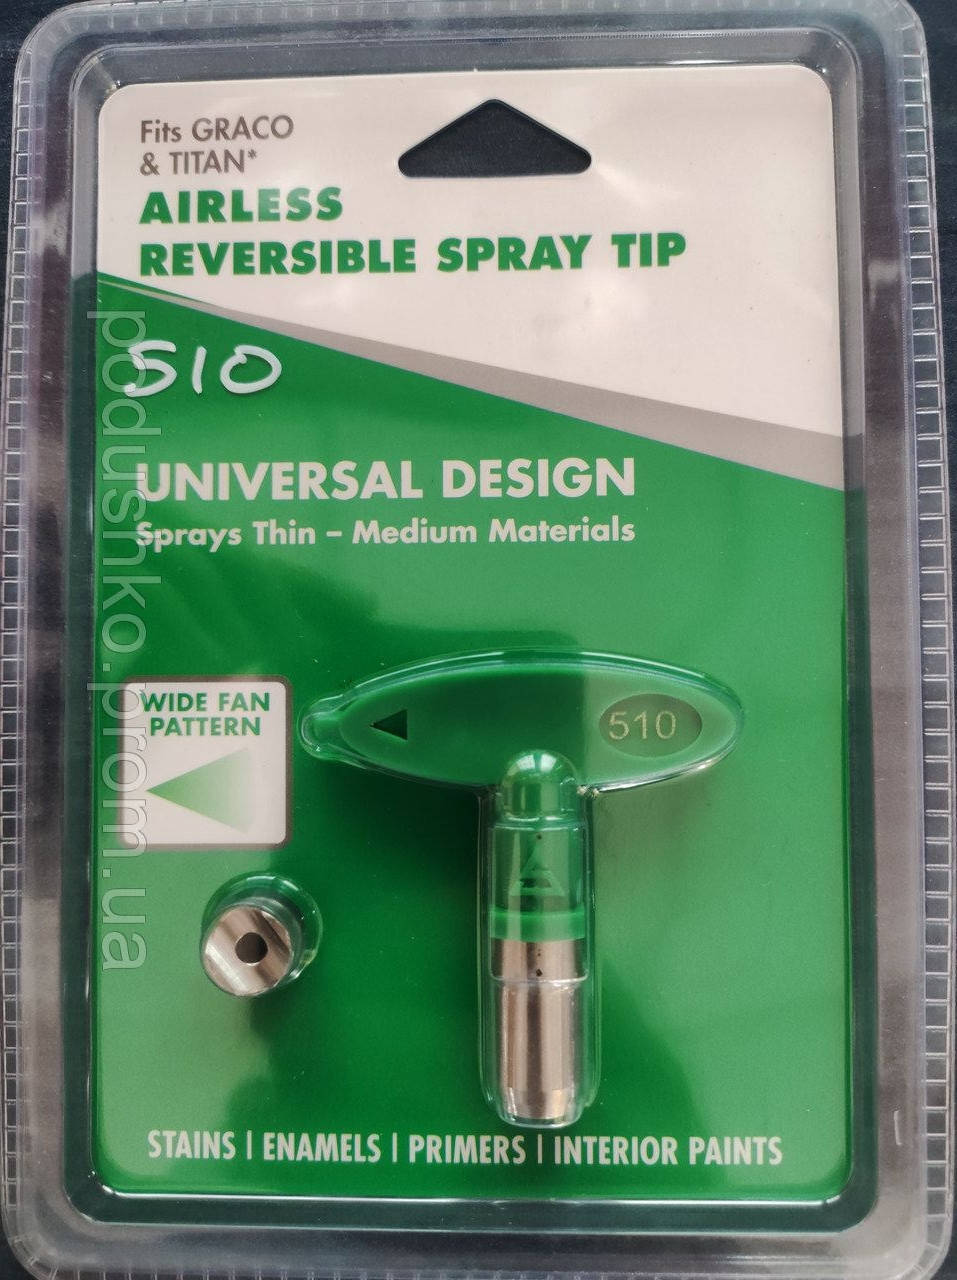 Fits GRACO
& TITAN*
AIRLESS
REVERSIBLE SPRAY TIP
510
UNIVERSAL DESIGN
Sprays Thin – Medium Materials
WIDE FAN
PATTERN
510
STAINS | ENAMELS | PRIMERS | INTERIOR PAINTS
podushko.prom.ua